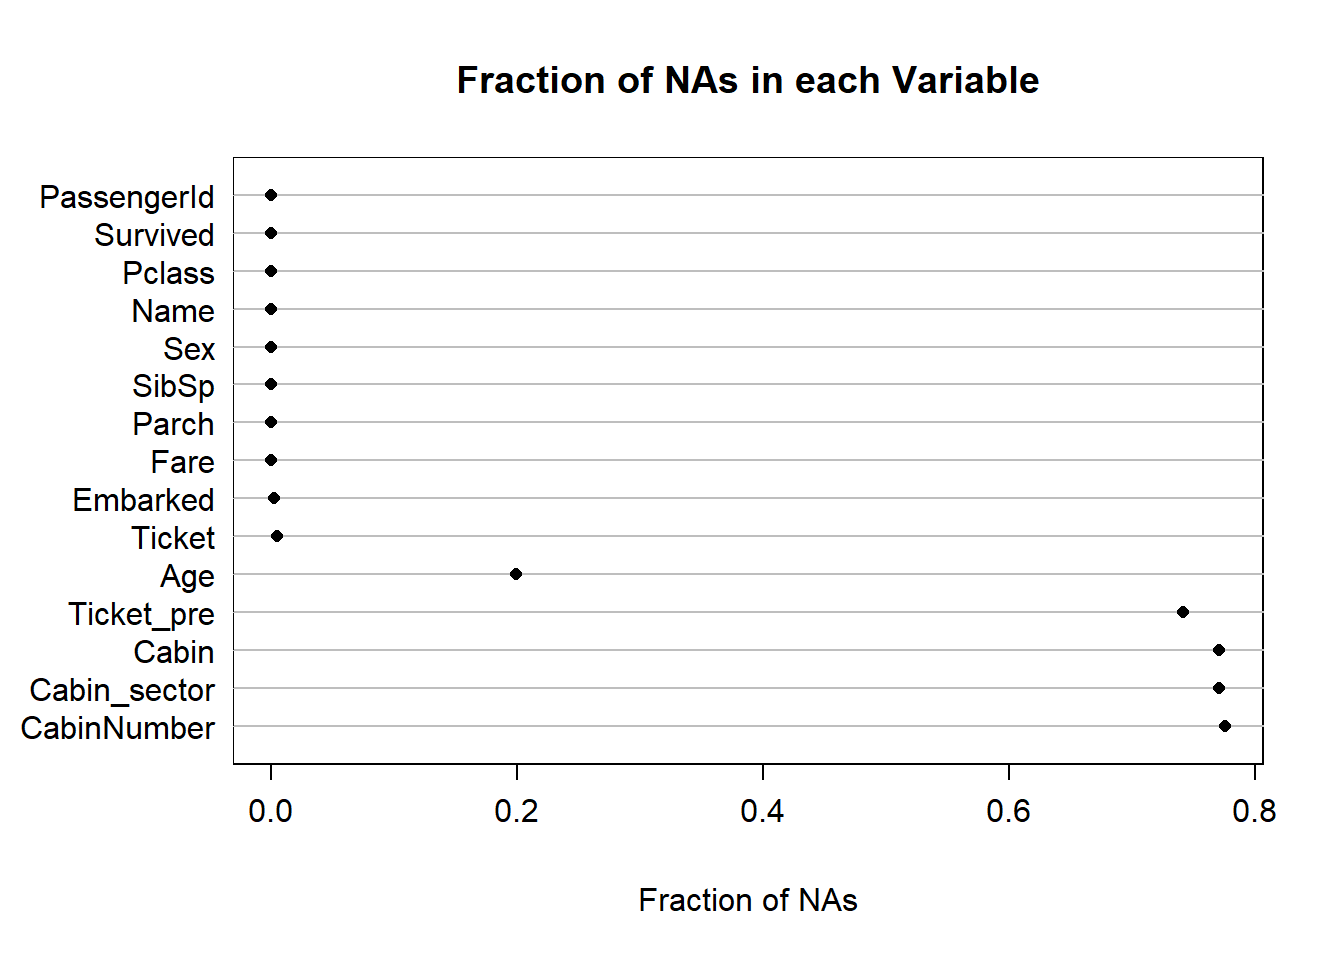 Fraction of NAs in each Variable
PassengerId
Survived
Pclass
Name
Sex
SibSp
Parch
Fare
Embarked
Ticket
Age
Ticket_pre
Cabin
Cabin_sector
CabinNumber
0.0 0.2 0.4 0.6 0.8
Fraction of NAs